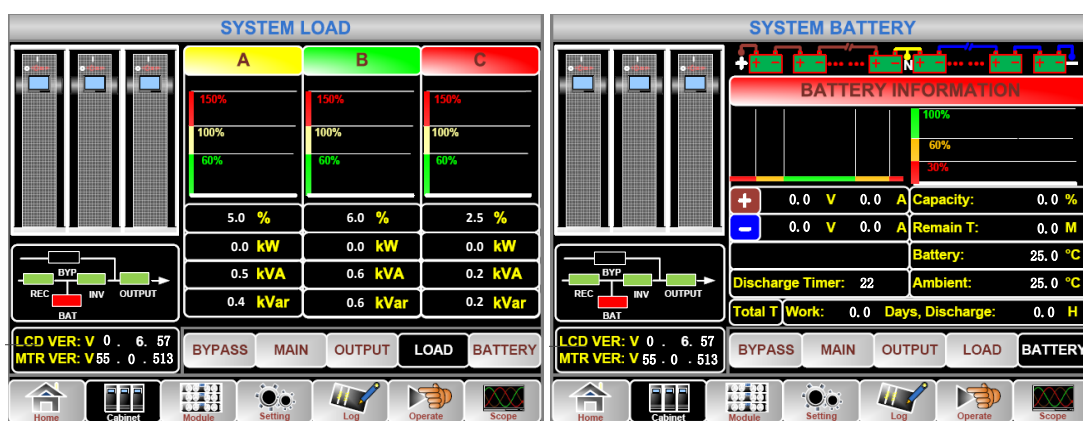 SYSTEM LOAD
A B C
150% 150% 150%
100% 100% 100%
60% 60% 60%
5.0 % 6.0 % 2.5 %
0.0 kW 0.0 kW 0.0 kW
0.5 kVA 0.6 kVA 0.2 kVA
0.4 kVar 0.6 kVar 0.2 kVar
BYP
REC INV OUTPUT
BAT
LCD VER: V 0 . 6. 57
MTR VER: V 55 . 0 . 513
BYPASS MAIN OUTPUT LOAD BATTERY
Home Cabinet Module Setting Log Operate Scope
SYSTEM BATTERY
+ + - + - ... ... + - N + - ... ... + - + - -
BATTERY INFORMATION
100%
60%
30%
+ 0.0 V 0.0 A Capacity: 0.0 %
- 0.0 V 0.0 A Remain T: 0.0 M
Battery: 25.0 °C
Discharge Timer: 22 Ambient: 25.0 °C
Total T Work: 0.0 Days, Discharge: 0.0 H
BYP
REC INV OUTPUT
BAT
LCD VER: V 0 . 6. 57
MTR VER: V 55 . 0 . 513
BYPASS MAIN OUTPUT LOAD BATTERY
Home Cabinet Module Setting Log Operate Scope